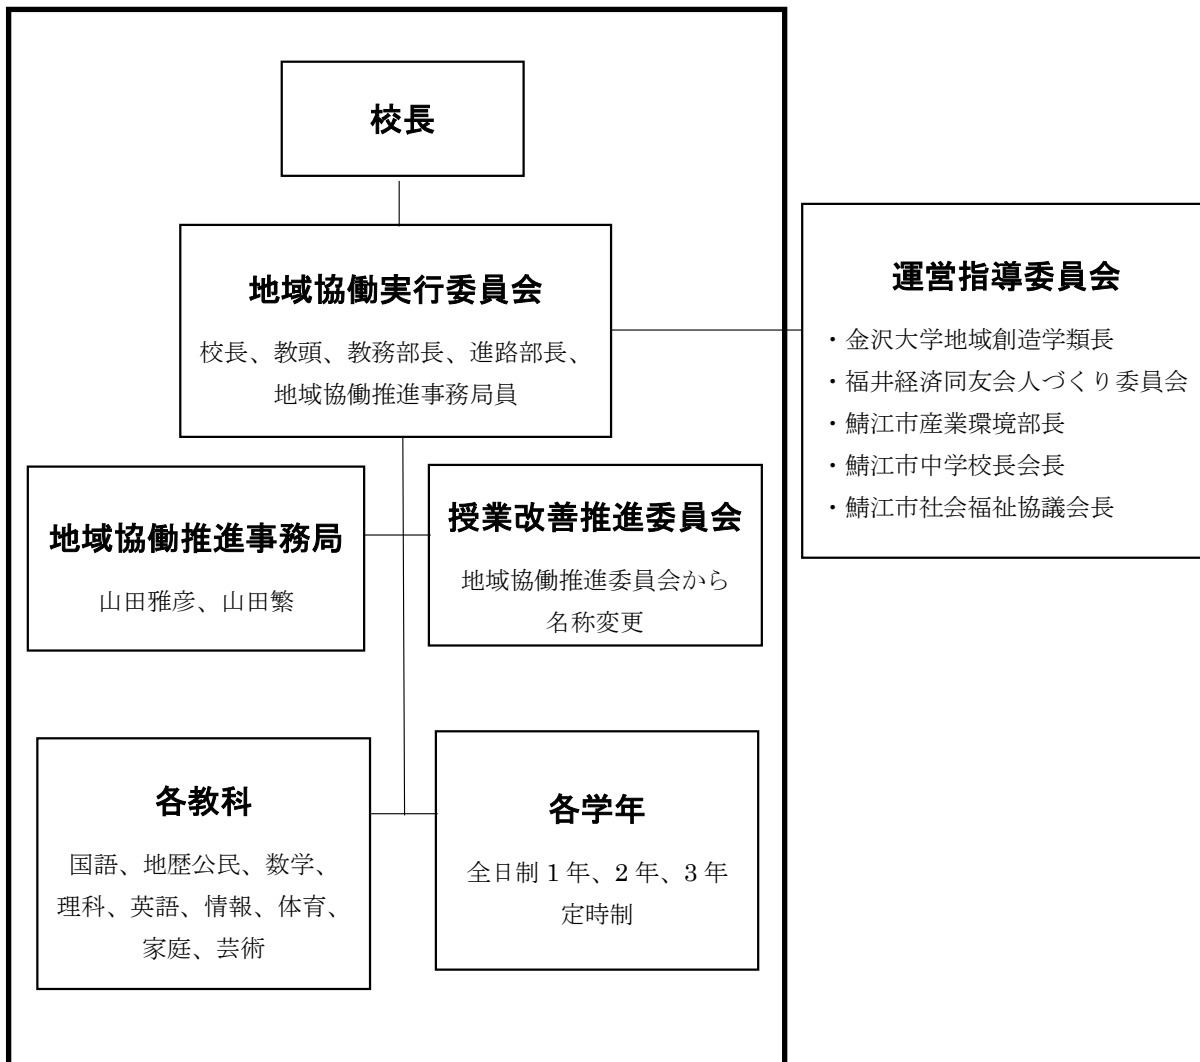 校長
地域協働実行委員会
校長、教頭、教務部長、進路部長、
地域協働推進事務局員
運営指導委員会
・金沢大学地域創造学類長
・福井経済同友会人づくり委員会
・鯖江市産業環境部長
・鯖江市中学校長会長
・鯖江市社会福祉協議会長
地域協働推進事務局
山田雅彦、山田繁
授業改善推進委員会
地域協働推進委員会から
名称変更
各教科
国語、地歴公民、数学、
理科、英語、情報、体育、
家庭、芸術
各学年
全日制 1 年、2 年、3 年
定時制